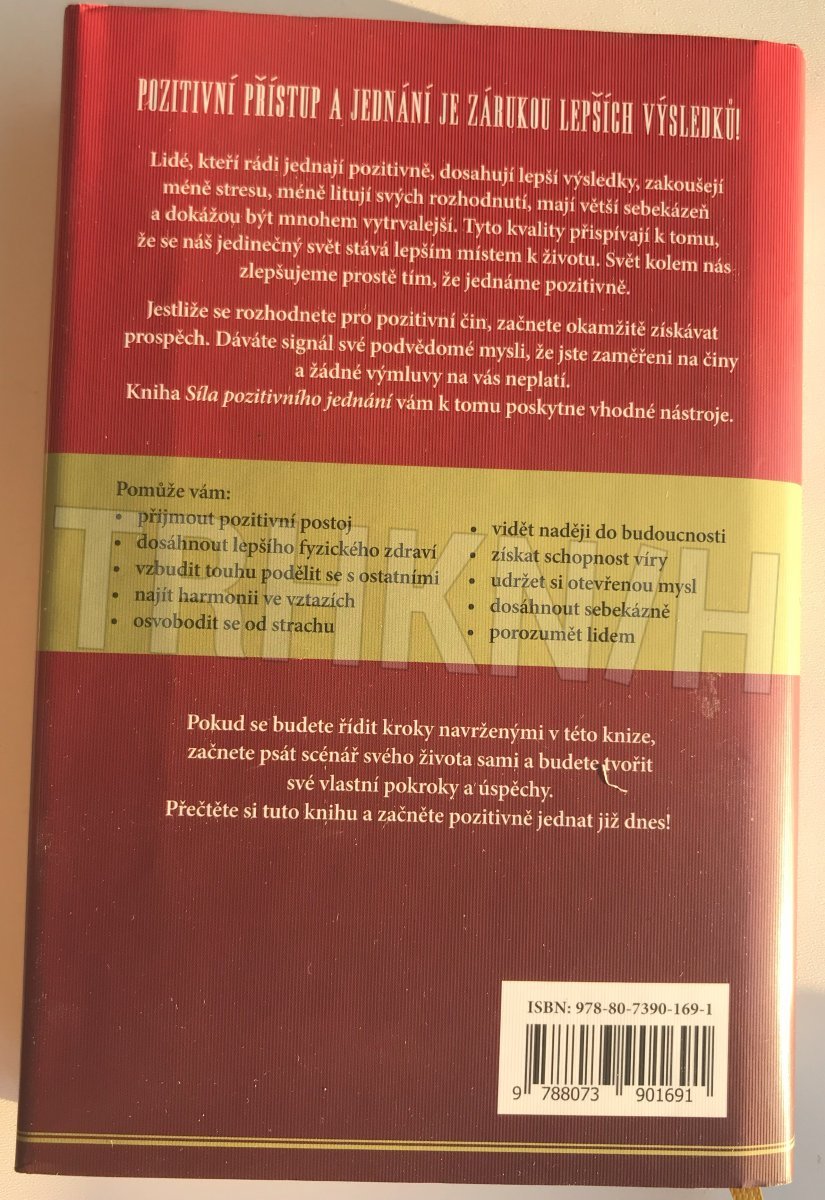 POZITIVNÍ PŘÍSTUP A JEDNÁNÍ JE ZÁRUKOU LEPŠÍCH VÝSLEDKŮ!
Lidé, kteří rádi jednají pozitivně, dosahují lepší výsledky, zakoušejí
méně stresu, méně litují svých rozhodnutí, mají větší sebekázeň
a dokážou být mnohem vytrvalejší. Tyto kvality přispívají k tomu,
že se náš jedinečný svět stává lepším místem k životu. Svět kolem nás
zlepšujeme prostě tím, že jednáme pozitivně.
Jestliže se rozhodnete pro pozitivní čin, začnete okamžitě získávat
prospěch. Dáváte signál své podvědomé mysli, že jste zaměřeni na činy
a žádné výmluvy na vás neplatí.
Kniha Síla pozitivního jednání vám k tomu poskytne vhodné nástroje.
Pomůže vám:
• přijmout pozitivní postoj
• dosáhnout lepšího fyzického zdraví
• vzbudit touhu podělit se s ostatními
• najít harmonii ve vztazích
• osvobodit se od strachu
• vidět naději do budoucnosti
• získat schopnost víry
• udržet si otevřenou mysl
• dosáhnout sebekázně
• porozumět lidem
Pokud se budete řídit kroky navrženými v této knize,
začnete psát scénář svého života sami a budete tvořit
své vlastní pokroky a úspěchy.
Přečtěte si tuto knihu a začněte pozitivně jednat již dnes!
ISBN: 978-80-7390-169-1
9 788073 901691